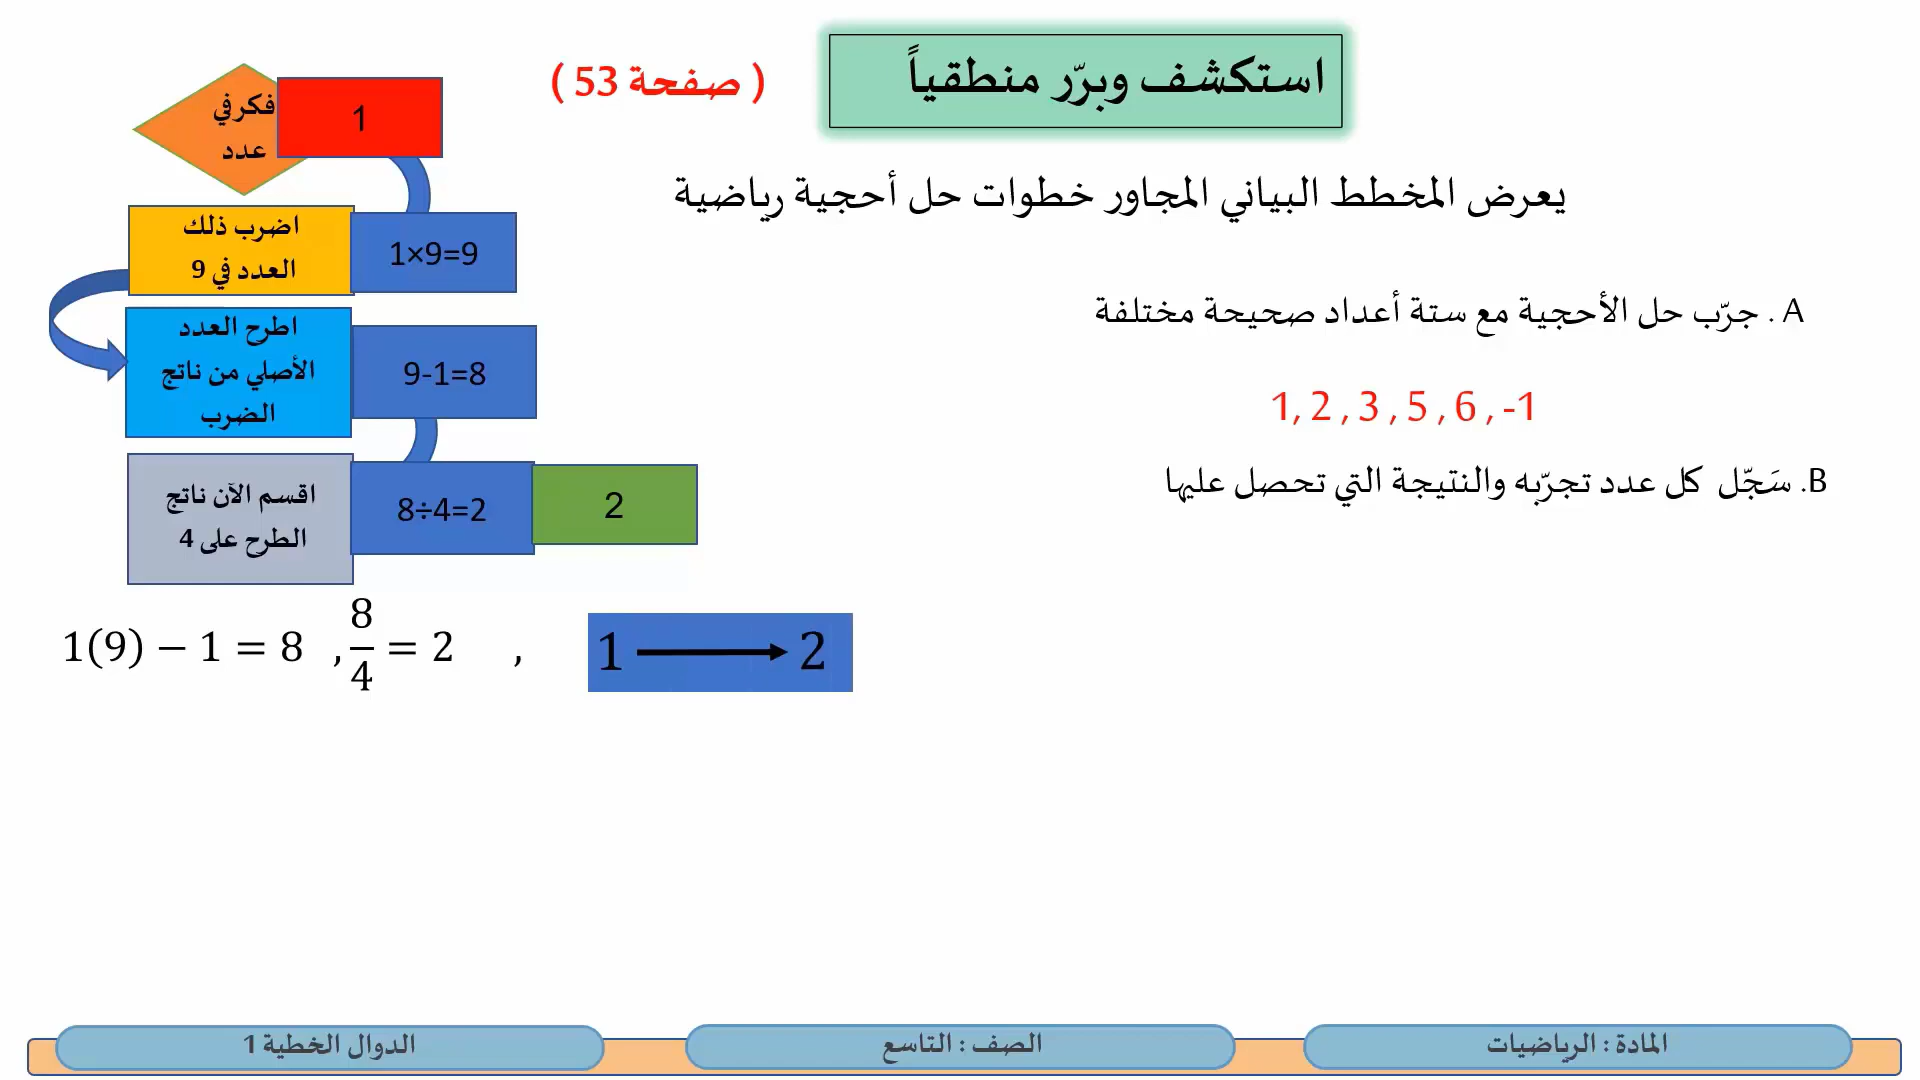 استكشف وبرّر منطقياً
( صفحة 53 )
يعرض المخطط البياني المجاور خطوات حل أحجية رياضية
فكر في
عدد
1
اضرب ذلك
العدد في 9
1×9=9
اطرح العدد
الأصلي من ناتج
الضرب
9-1=8
اقسم الآن ناتج
الطرح على 4
8÷4=2
2
A . جرّب حل الأحجية مع ستة أعداد صحيحة مختلفة
1, 2 , 3 , 5 , 6 , -1
B. سَجّل كل عدد تجرّبه والنتيجة التي تحصل عليها
1(9) − 1 = 8 , 8/4 = 2 ,
1 → 2
المادة : الرياضيات
الصف : التاسع
الدوال الخطية 1